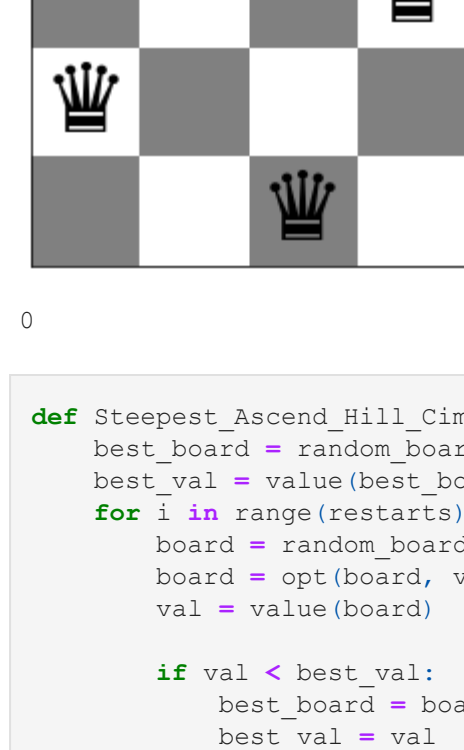 0
def Steepest_Ascend_Hill_Cim
best_board = random_boar
best_val = value(best_bo
for i in range(restarts)
board = random_board
board = opt(board, v
val = value(board)
if val < best_val:
best_board = boa
best_val = val